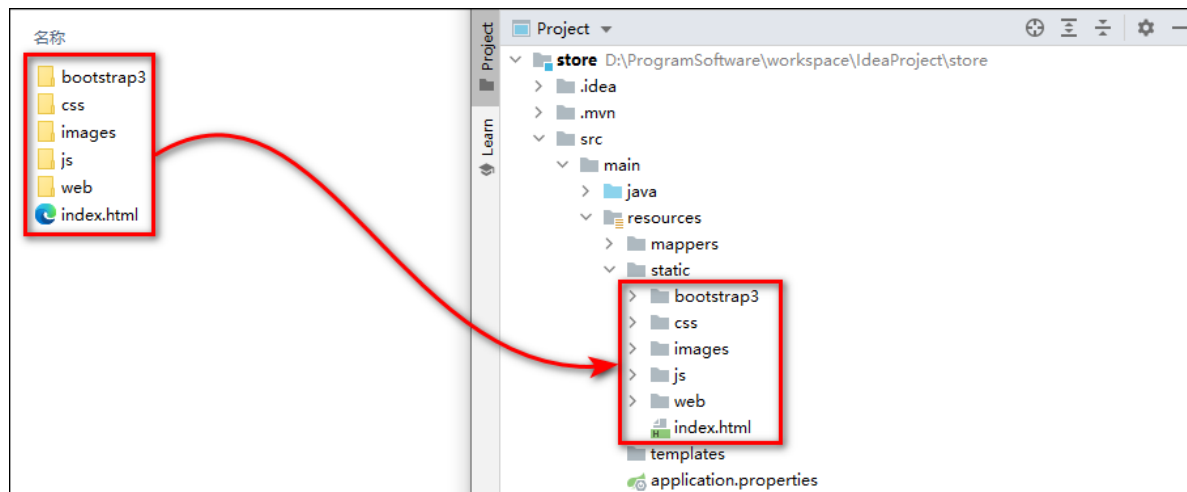 名称
bootstrap3
css
images
js
web
index.html
Project
Learn
Project
store D:\ProgramSoftware\workspace\IdeaProject\store
.idea
.mvn
src
main
java
resources
mappers
static
bootstrap3
css
images
js
web
index.html
templates
application.properties